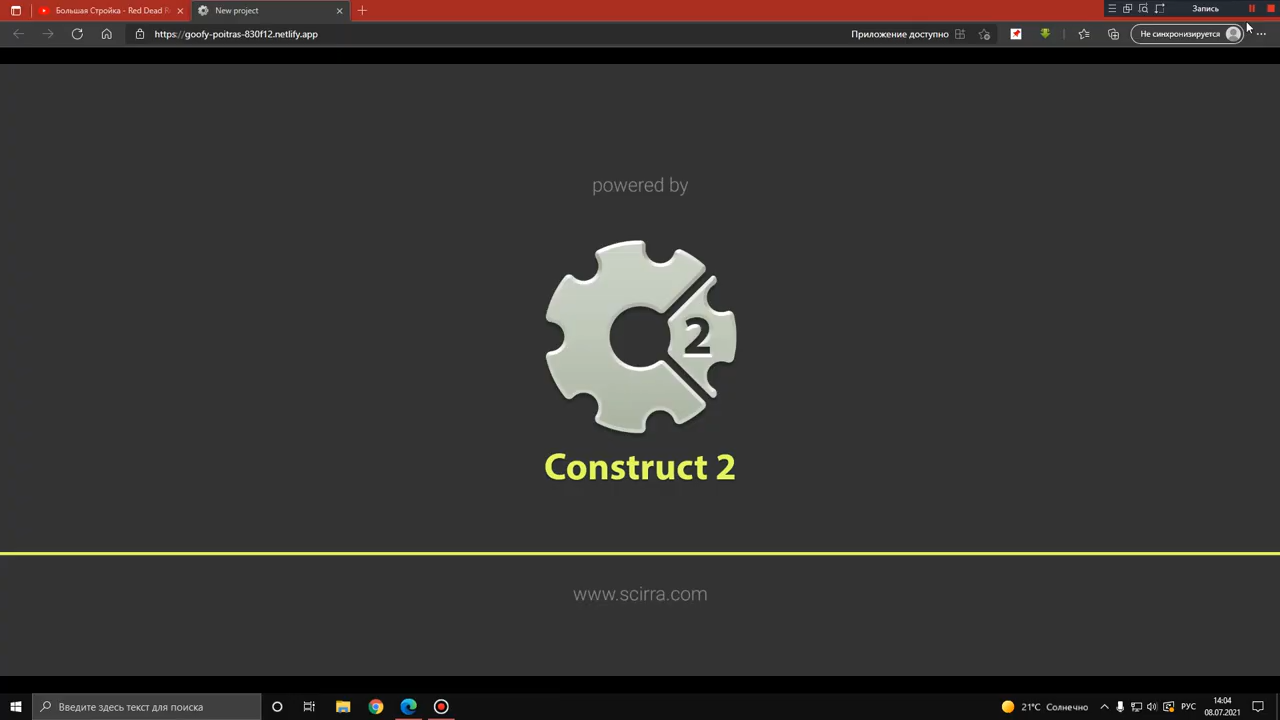 Большая Стройка - Red Dead R
New project
Запись
https://goofy-poitras-830f12.netlify.app
Приложение доступно
Не синхронизируется
powered by
2
Construct 2
www.scirra.com
Введите здесь текст для поиска
21°C Солнечно
РУС
14:04
08.07.2021